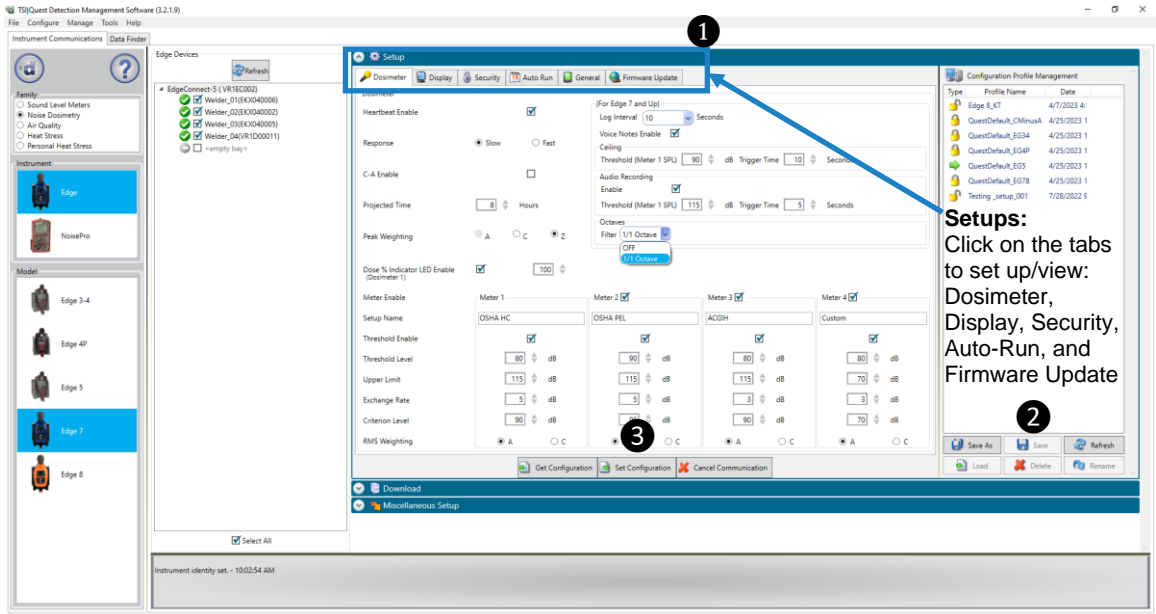 TSI|Quest Detection Management Software (3.2.1.9)
File Configure Manage Tools Help
Instrument Communications Data Finder
Family
Sound Level Meters
Noise Dosimetry
Air Quality
Heat Stress
Personal Heat Stress
Instrument
Edge
NoisePro
Model
Edge 3-4
Edge 4P
Edge 5
Edge 7
Edge 8
Edge Devices
Refresh
EdgeConnect-5 ( VR1EC002)
Welder_01(EKX040006)
Welder_02(EKX040002)
Welder_03(EKX040005)
Welder_04(VR1D00011)
<empty bay>
Select All
1
Setup
Dosimeter Display Security Auto Run General Firmware Update
Dosimeter
Heartbeat Enable
Response Slow Fast
C-A Enable
Projected Time 8 Hours
Peak Weighting A C Z
Dose % Indicator LED Enable 100
(Dosimeter 1)
(For Edge 7 and Up)
Log Interval 10 Seconds
Voice Notes Enable
Ceiling
Threshold (Meter 1 SPL) 90 dB Trigger Time 10 Seconds
Audio Recording
Enable
Threshold (Meter 1 SPL) 115 dB Trigger Time 5 Seconds
Octaves
Filter 1/1 Octave
OFF
1/1 Octave
Meter Enable Meter 1 Meter 2 Meter 3 Meter 4
Setup Name OSHA HC OSHA PEL ACGIH Custom
Threshold Enable
Threshold Level 80 dB 90 dB 80 dB 80 dB
Upper Limit 115 dB 115 dB 115 dB 70 dB
Exchange Rate 5 dB 5 dB 3 dB 3 dB
Criterion Level 90 dB dB 90 dB 70 dB
RMS Weighting A C C A C A C
3
Get Configuration Set Configuration Cancel Communication
Download
Miscellaneous Setup
Configuration Profile Management
Type Profile Name Date
Edge 8_KT 4/7/2023 4:
QuestDefault_CMinusA 4/25/2023 1
QuestDefault_EG34 4/25/2023 1
QuestDefault_EG4P 4/25/2023 1
QuestDefault_EG5 4/25/2023 1
QuestDefault_EG78 4/25/2023 1
Testing _setup_001 7/28/2022 9
Setups:
Click on the tabs
to set up/view:
Dosimeter,
Display, Security,
Auto-Run, and
Firmware Update
2
Save As Save Refresh
Load Delete Rename
Instrument identity set. - 10:02:54 AM